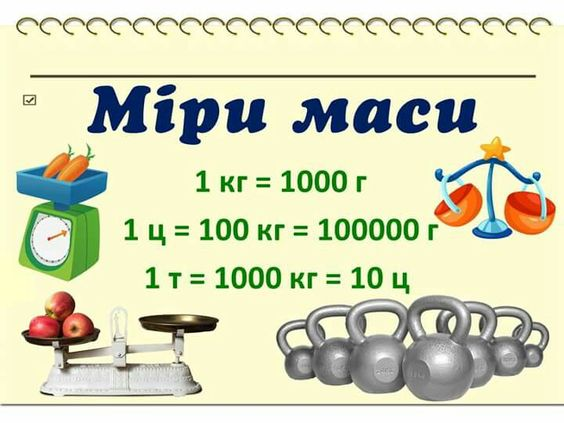 Міри маси
1 кг = 1000 г
1 ц = 100 кг = 100000 г
1 т = 1000 кг = 10 ц